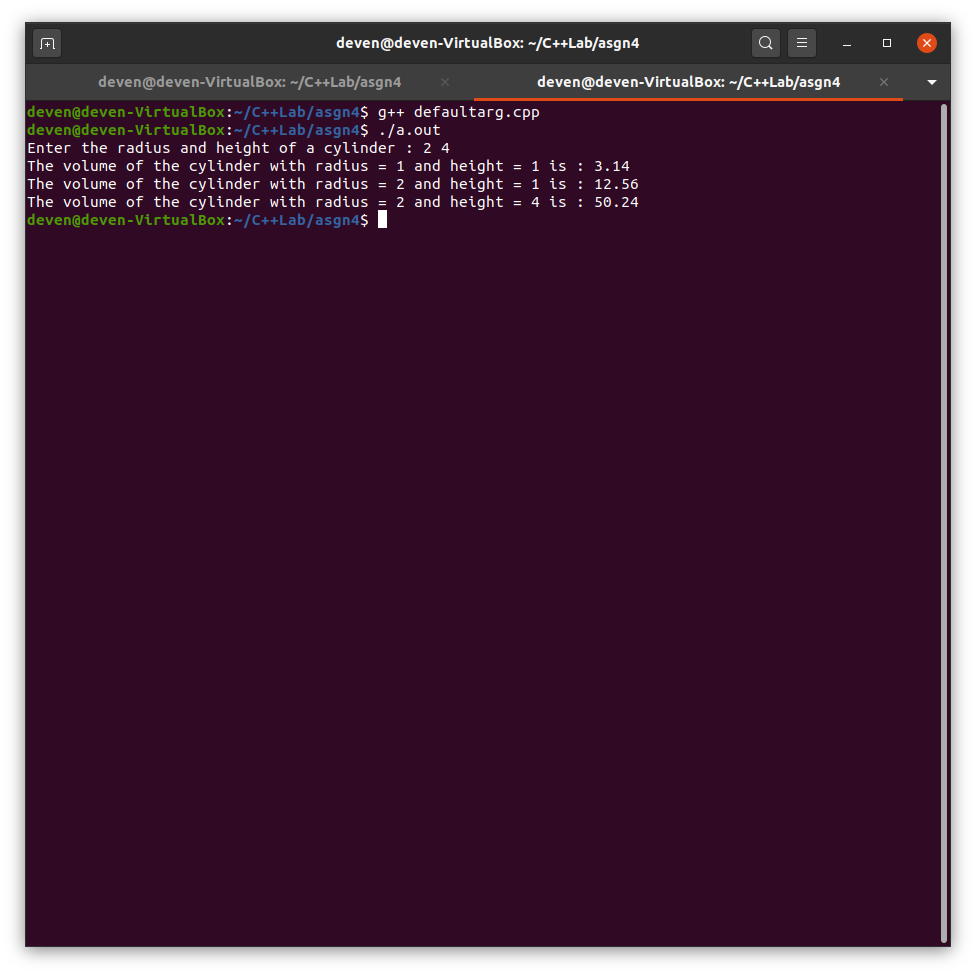 deven@deven-VirtualBox: ~/C++Lab/asgn4
deven@deven-VirtualBox: ~/C++Lab/asgn4
deven@deven-VirtualBox: ~/C++Lab/asgn4
deven@deven-VirtualBox:~/C++Lab/asgn4$ g++ defaultarg.cpp
deven@deven-VirtualBox:~/C++Lab/asgn4$ ./a.out
Enter the radius and height of a cylinder : 2 4
The volume of the cylinder with radius = 1 and height = 1 is : 3.14
The volume of the cylinder with radius = 2 and height = 1 is : 12.56
The volume of the cylinder with radius = 2 and height = 4 is : 50.24
deven@deven-VirtualBox:~/C++Lab/asgn4$